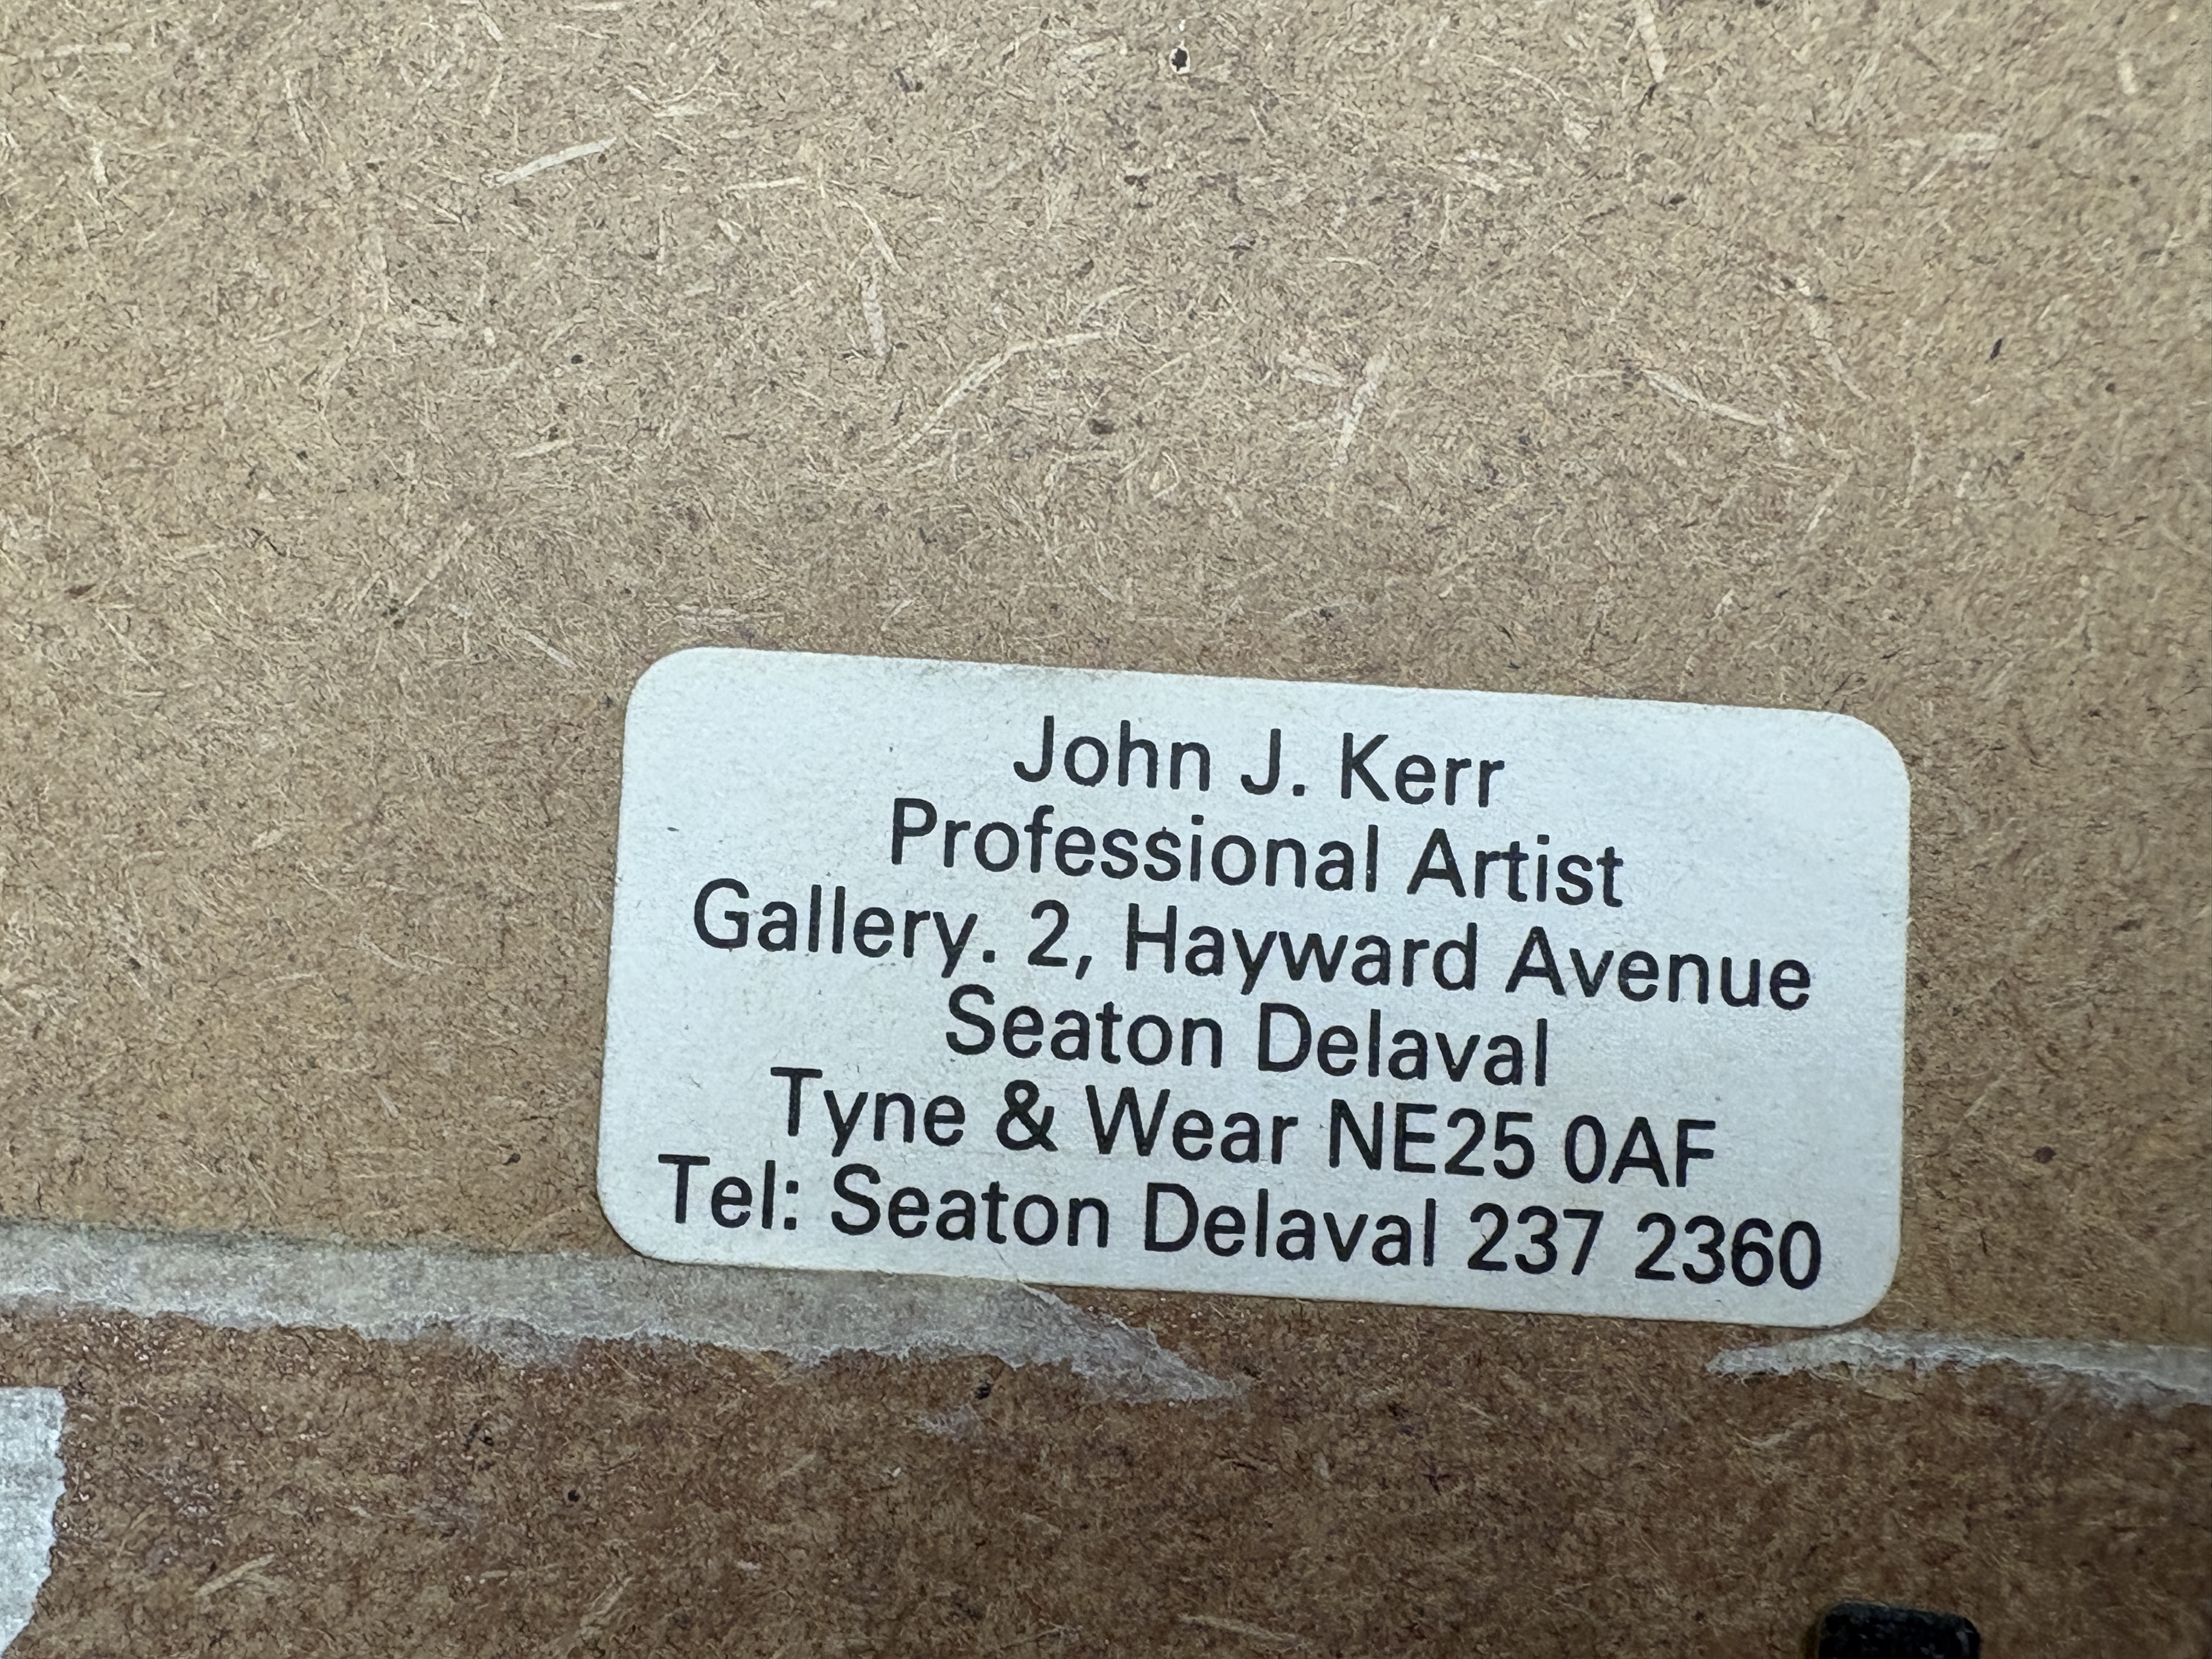 John J. Kerr
Professional Artist
Gallery. 2, Hayward Avenue
Seaton Delaval
Tyne & Wear NE25 0AF
Tel: Seaton Delaval 237 2360